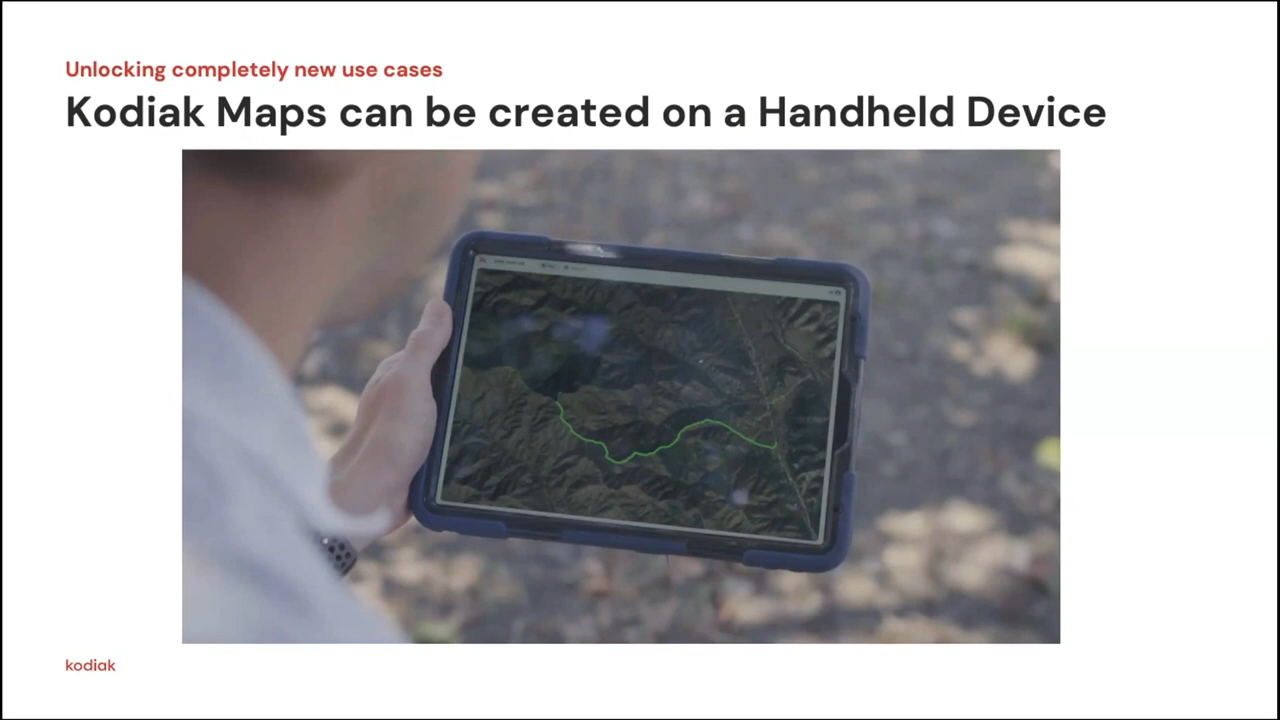 Unlocking completely new use cases
Kodiak Maps can be created on a Handheld Device
kodiak